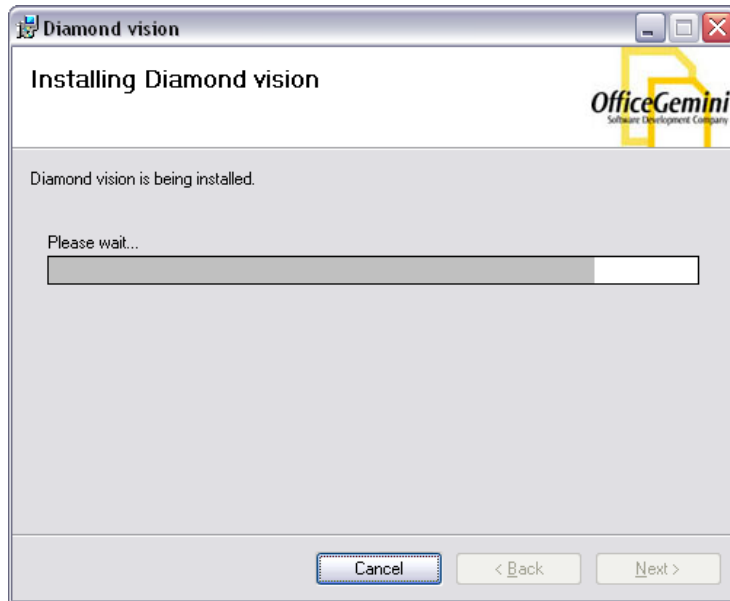 Diamond vision
Installing Diamond vision
OfficeGemini
Software Development Company
Diamond vision is being installed.
Please wait...
Cancel
< Back
Next >